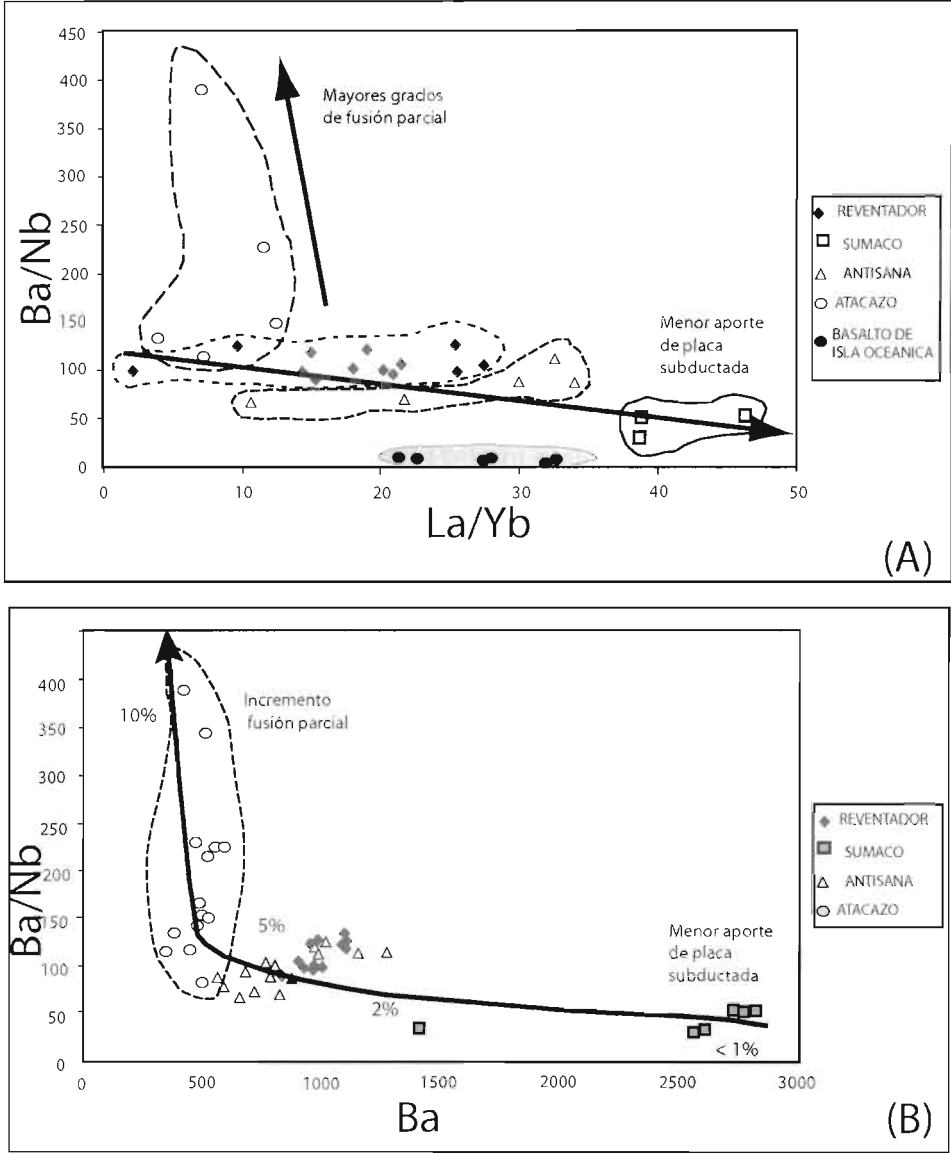 450
400
350
300
250
200
150
100
50
0
Ba/Nb
Mayores grados
de fusión parcial
Menor aporte
de placa
subductada
0
10
20
30
40
50
La/Yb
REVENTADOR
SUMACO
ANTISANA
ATACAZO
BASALTO DE
ISLA OCEANICA
(A)
400
350
300
250
200
150
100
50
0
Ba/Nb
10%
Incremento
fusión parcial
5%
2%
Menor aporte
de placa
subductada
< 1%
0
500
1000
1500
2000
2500
3000
Ba
REVENTADOR
SUMACO
ANTISANA
ATACAZO
(B)